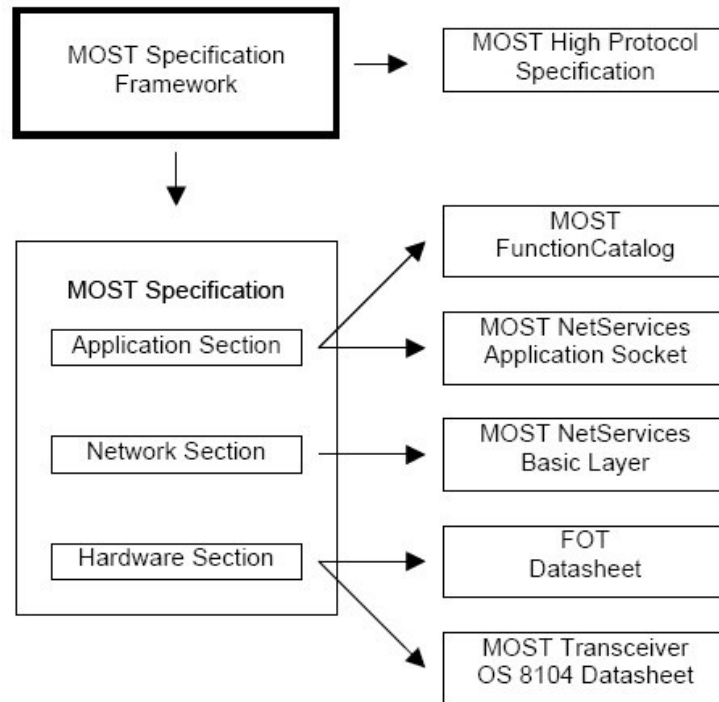 MOST Specification
Framework
MOST High Protocol
Specification
MOST Specification
Application Section
Network Section
Hardware Section
MOST
FunctionCatalog
MOST NetServices
Application Socket
MOST NetServices
Basic Layer
FOT
Datasheet
MOST Transceiver
OS 8104 Datasheet